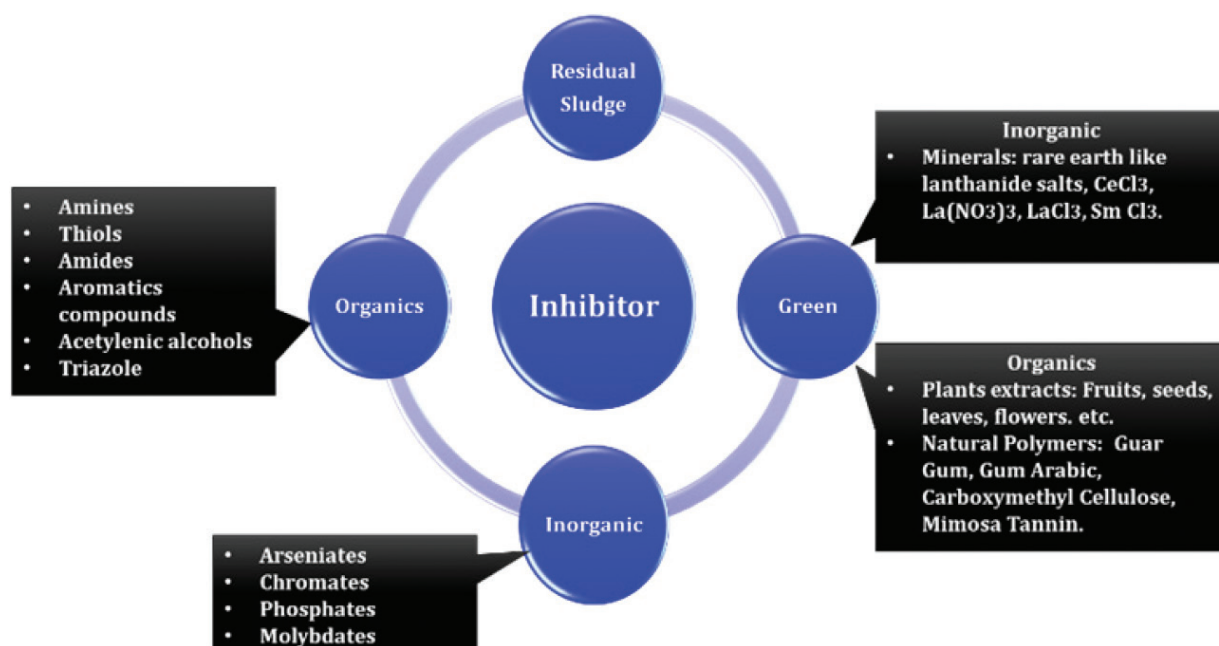 Residual
Sludge
Inorganic
• Minerals: rare earth like
lanthanide salts, CeCl3,
La(NO3)3, LaCl3, Sm Cl3.
• Amines
• Thiols
• Amides
• Aromatics
compounds
• Acetylenic alcohols
• Triazole
Organics
Inhibitor
Green
Organics
• Plants extracts: Fruits, seeds,
leaves, flowers. etc.
• Natural Polymers: Guar
Gum, Gum Arabic,
Carboxymethyl Cellulose,
Mimosa Tannin.
Inorganic
• Arseniates
• Chromates
• Phosphates
• Molybdates